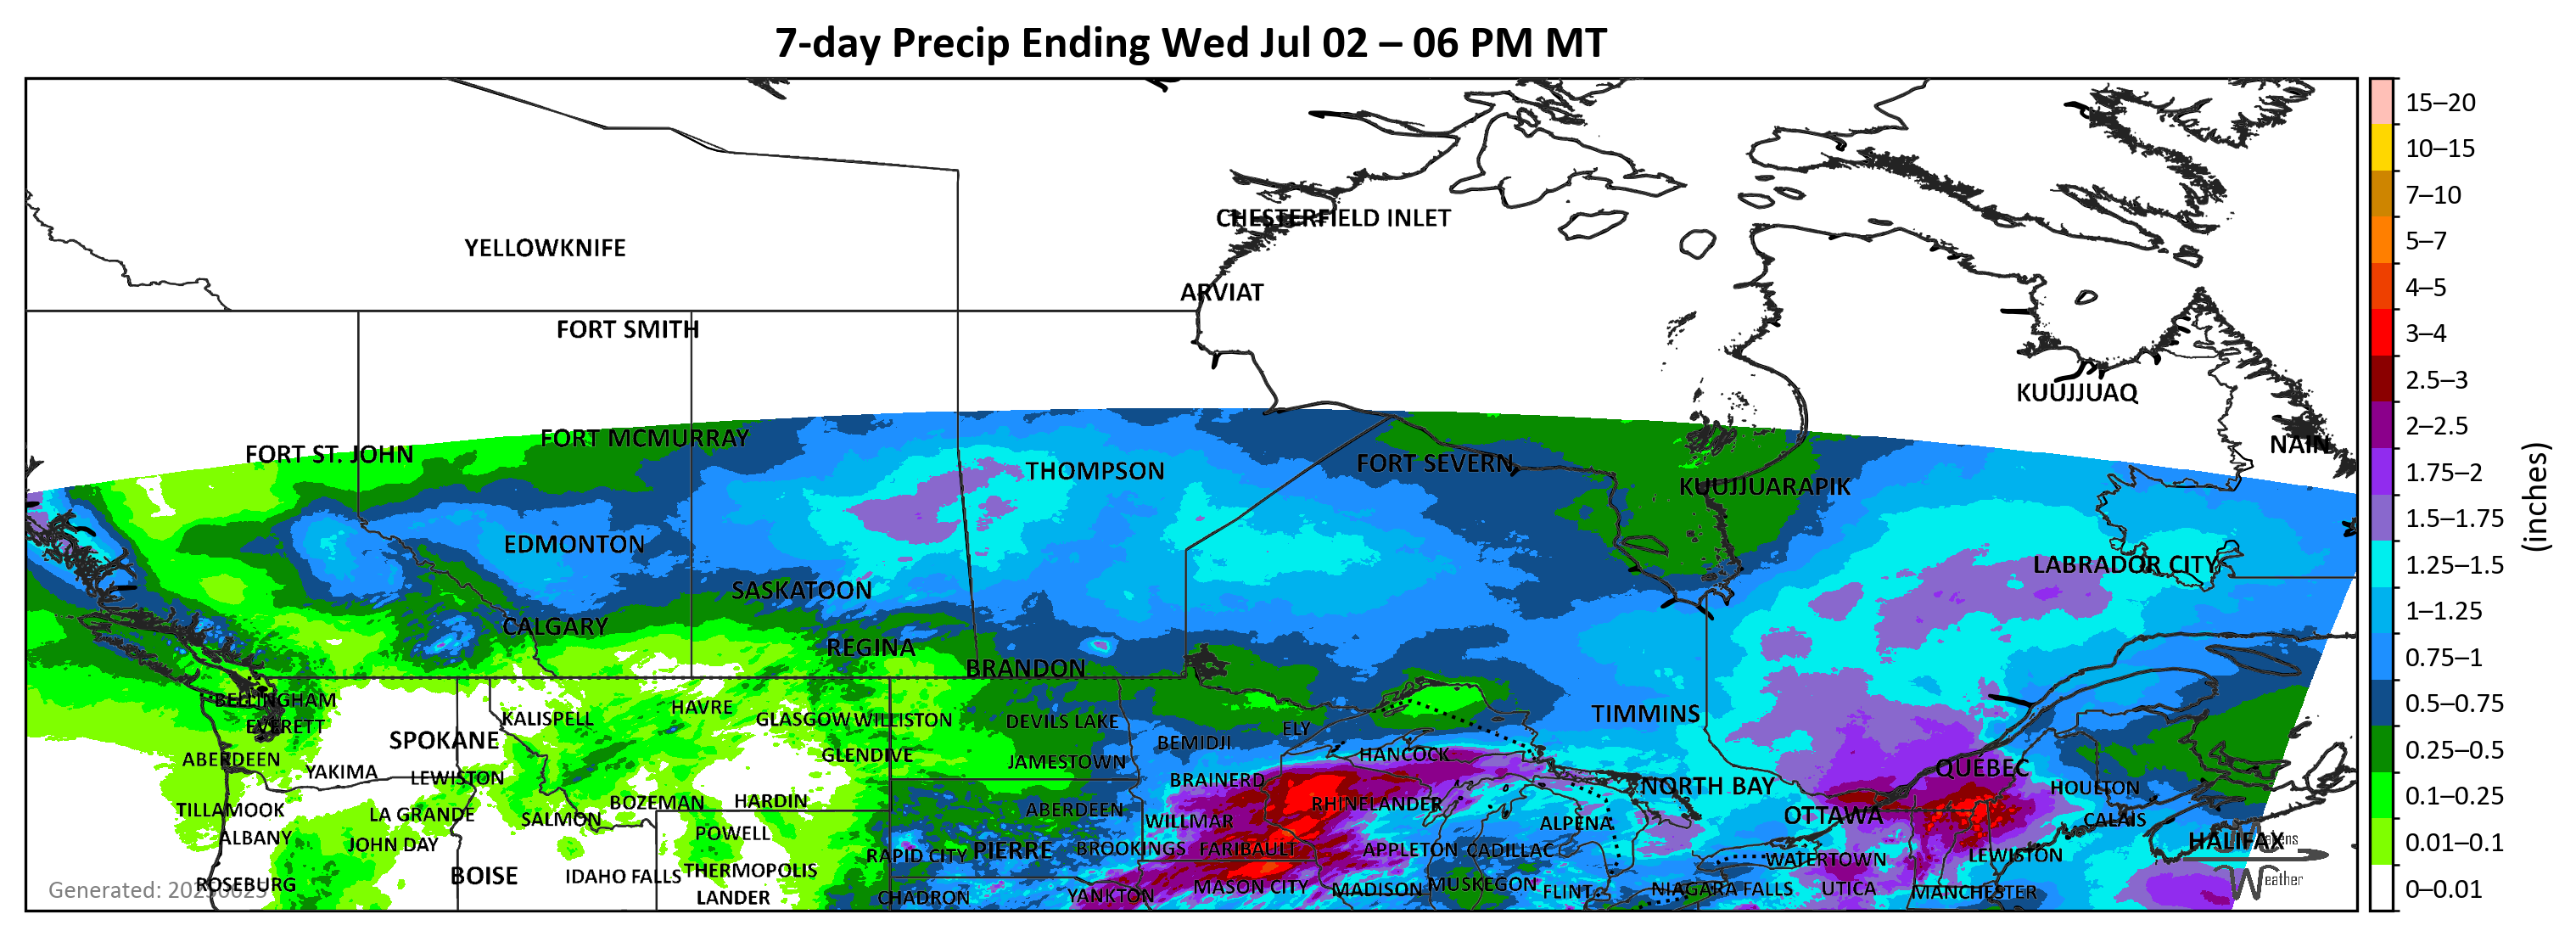 7-day Precip Ending Wed Jul 02 – 06 PM MT
CHESTERFIELD INLET
YELLOWKNIFE
ARVIAT
FORT SMITH
KUUJJUAQ
NAIN
FORT ST. JOHN
FORT MCMURRAY
THOMPSON
FORT SEVERN
KUUJJUARAPIK
EDMONTON
LABRADOR CITY
SASKATOON
CALGARY
REGINA
BRANDON
BELLINGHAM
EVERETT
KALISPELL
HAVRE
GLASGOW WILLISTON
DEVILS LAKE
ELY
TIMMINS
SPOKANE
BEMIDJI
ABERDEEN
GLENDIVE
JAMESTOWN
HANCOCK
QUEBEC
YAKIMA
LEWISTON
BRAINERD
NORTH BAY
HOULTON
TILLAMOOK
LA GRANDE
SALMON
BOZEMAN
HARDIN
ABERDEEN
RHINELANDER
OTTAWA
CALAIS
ALBANY
JOHN DAY
POWELL
WILLMAR
ALPENA
HALIFAX
RAPID CITY
PIERRE
BROOKINGS
FARIBAULT
APPLETON
CADILLAC
WATERTOWN
LEWISTON
ROSEBURG
BOISE
IDAHO FALLS
THERMOPOLIS
LANDER
CHADRON
YANKTON
MASON CITY
MADISON
MUSKEGON
FLINT
NIAGARA FALLS
UTICA
MANCHESTER
Weather
Generated:
15–20
10–15
7–10
5–7
4–5
3–4
2.5–3
2–2.5
1.75–2
1.5–1.75
1.25–1.5
1–1.25
0.75–1
0.5–0.75
0.25–0.5
0.1–0.25
0.01–0.1
0–0.01
(inches)